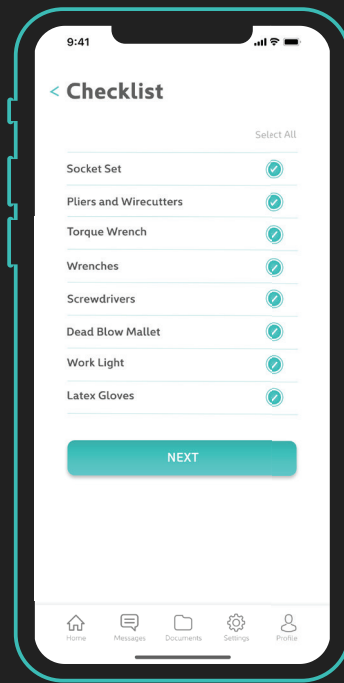 9:41
< Checklist
Select All
Socket Set
Pliers and Wirecutters
Torque Wrench
Wrenches
Screwdrivers
Dead Blow Mallet
Work Light
Latex Gloves
NEXT
Home Messages Documents Settings Profile